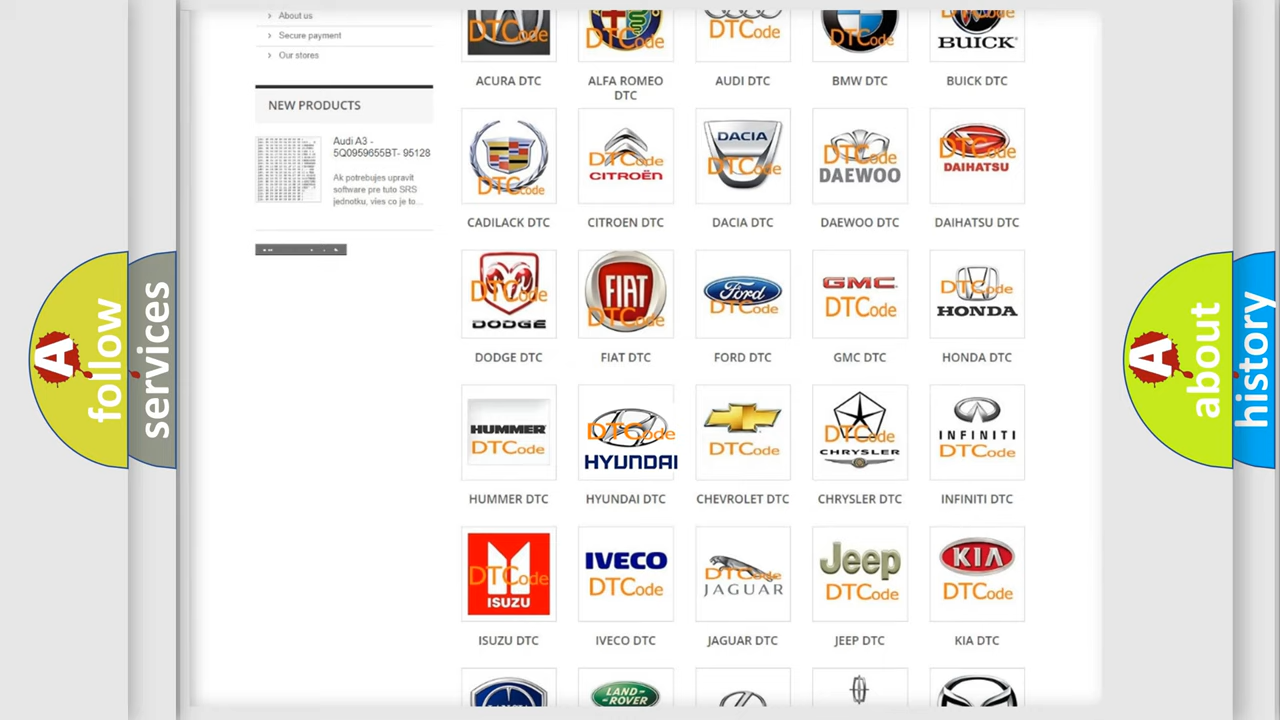 About us
Secure payment
Our stores
NEW PRODUCTS
Audi A3 -
5Q0959655BT- 95128
Ak potrebujes upravit
software pre tuto SRS
jednotku, vies co je to...
DTCode
DTCode
DTCode
DTCode
BUICK
ACURA DTC
ALFA ROMEO
DTC
AUDI DTC
BMW DTC
BUICK DTC
DTCode
DTCode
CITROËN
DACIA
DTCode
DTCode
DAEWOO
DTCode
DAIHATSU
CADILACK DTC
CITROEN DTC
DACIA DTC
DAEWOO DTC
DAIHATSU DTC
DTCode
DODGE
FIAT
DTCode
Ford
DTCode
GMC
DTCode
DTCode
HONDA
DODGE DTC
FIAT DTC
FORD DTC
GMC DTC
HONDA DTC
HUMMER
DTCode
DTCode
HYUNDAI
DTCode
DTCode
CHRYSLER
INFINITI
DTCode
HUMMER DTC
HYUNDAI DTC
CHEVROLET DTC
CHRYSLER DTC
INFINITI DTC
DTCode
ISUZU
IVECO
DTCode
DTCode
JAGUAR
Jeep
DTCode
KIA
DTCode
ISUZU DTC
IVECO DTC
JAGUAR DTC
JEEP DTC
KIA DTC
LAND-
ROVER
A
follow
services
A
about
history